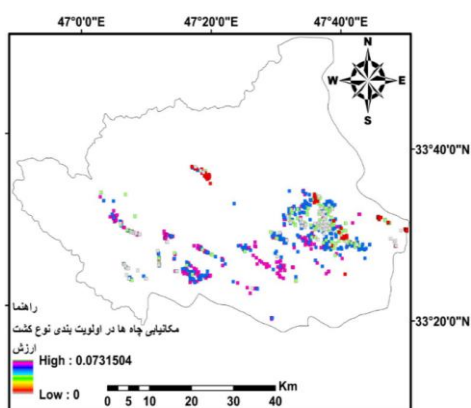 47°0'0"E 47°20'0"E 47°40'0"E
N
W E
S
33°40'0"N
33°20'0"N
راهنما
مکانیابی چاه ها در اولویت بندی نوع کشت
ارزش
High : 0.0731504
Low : 0
Km
0 5 10 20 30 40